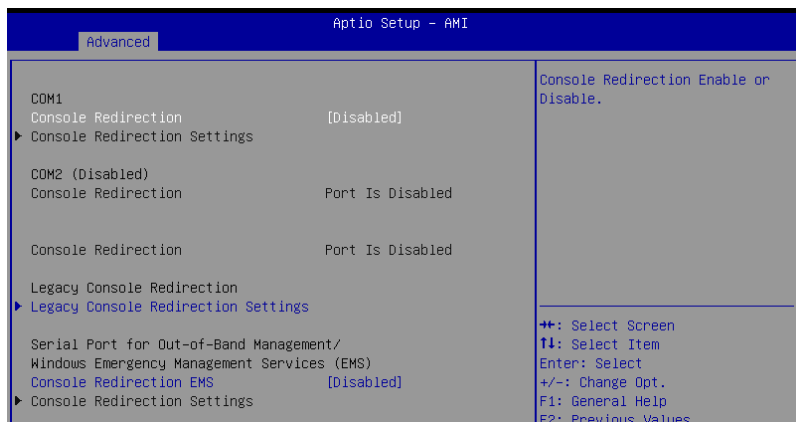 Aptio Setup – AMI
Advanced
COM1
Console Redirection [Disabled]
▶ Console Redirection Settings
COM2 (Disabled)
Console Redirection Port Is Disabled
Console Redirection Port Is Disabled
Legacy Console Redirection
▶ Legacy Console Redirection Settings
Serial Port for Out-of-Band Management/
Windows Emergency Management Services (EMS)
Console Redirection EMS [Disabled]
▶ Console Redirection Settings
Console Redirection Enable or
Disable.
→←: Select Screen
↑↓: Select Item
Enter: Select
+/-: Change Opt.
F1: General Help
F2: Previous Values